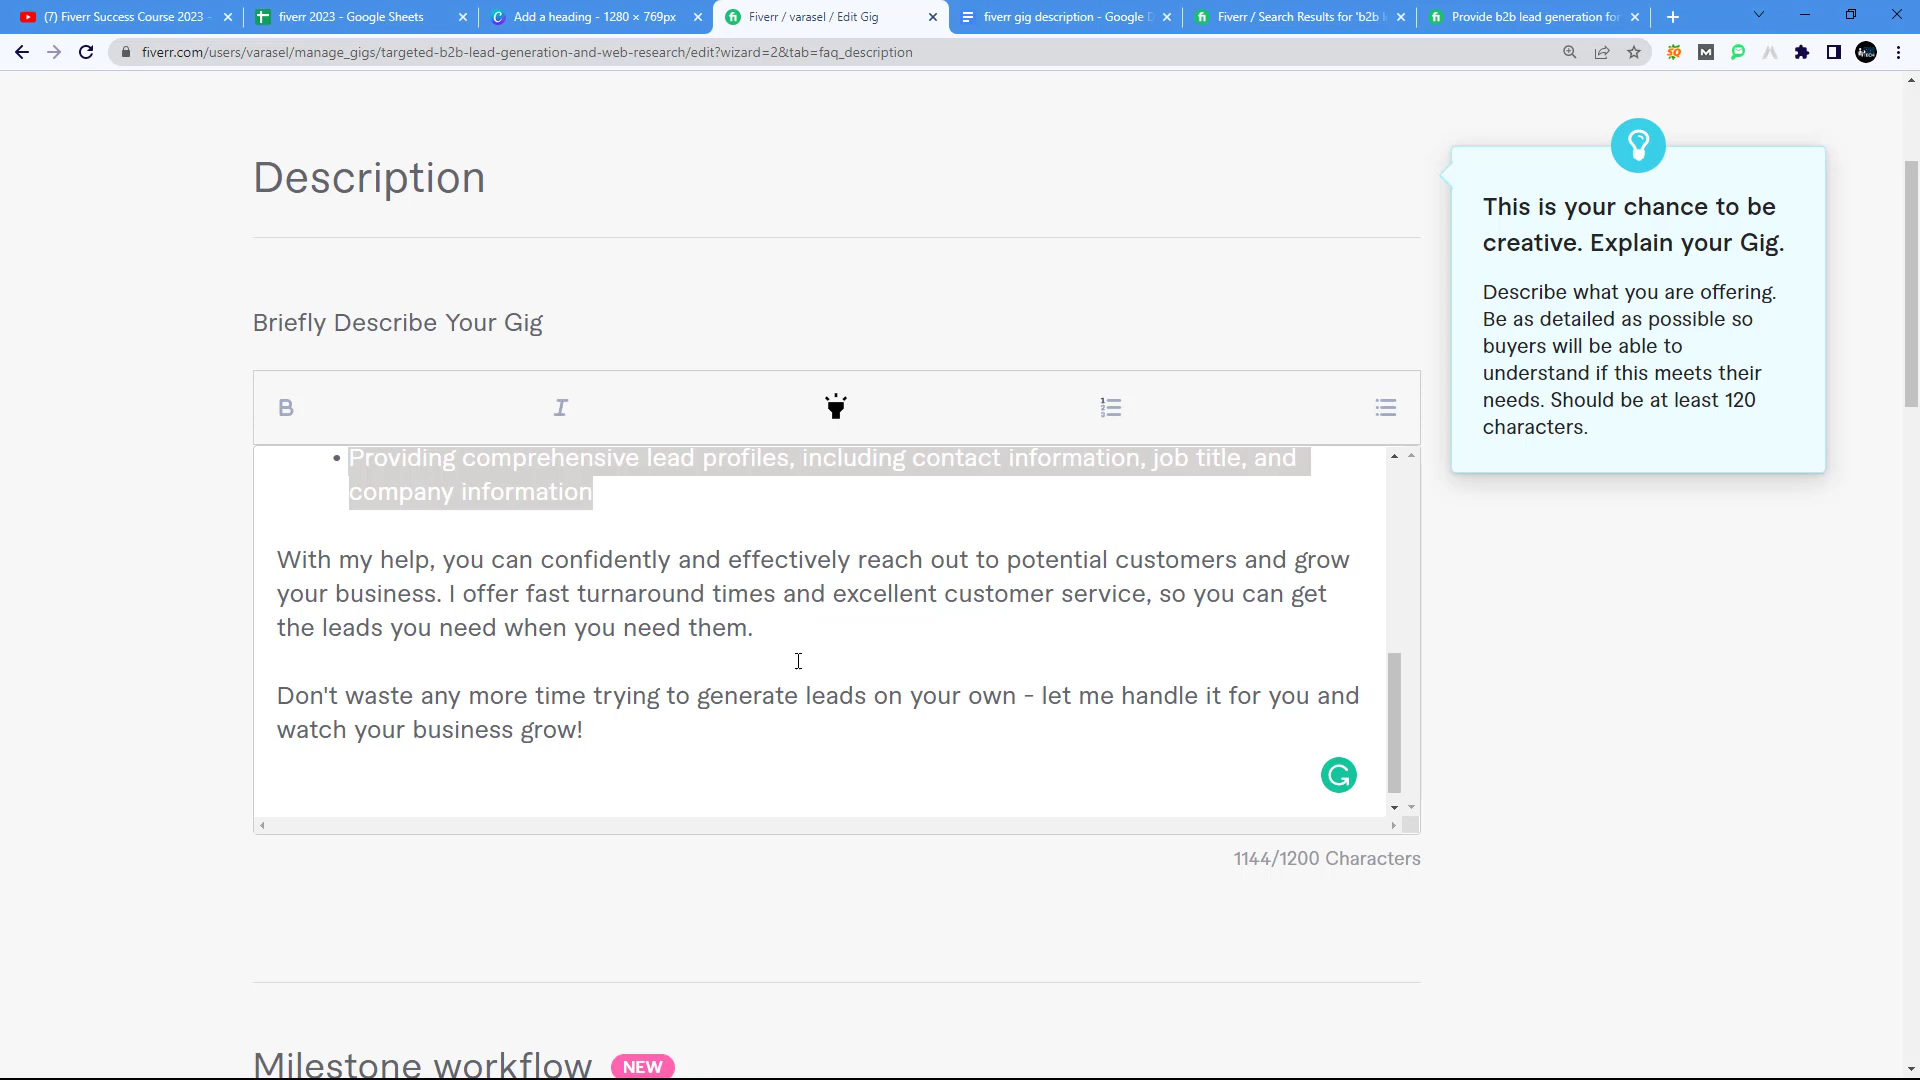 (7) Fiverr Success Course 2023 -
fiverr 2023 - Google Sheets
Add a heading - 1280 × 769px
Fiverr / varasel / Edit Gig
fiverr gig description - Google D
Fiverr / Search Results for 'b2b l
Provide b2b lead generation for
fiverr.com/users/varasel/manage_gigs/targeted-b2b-lead-generation-and-web-research/edit?wizard=2&tab=faq_description
Description
Briefly Describe Your Gig
B
I
• Providing comprehensive lead profiles, including contact information, job title, and
company information
With my help, you can confidently and effectively reach out to potential customers and grow
your business. I offer fast turnaround times and excellent customer service, so you can get
the leads you need when you need them.
Don't waste any more time trying to generate leads on your own - let me handle it for you and
watch your business grow!
1144/1200 Characters
Milestone workflow NEW
This is your chance to be
creative. Explain your Gig.
Describe what you are offering.
Be as detailed as possible so
buyers will be able to
understand if this meets their
needs. Should be at least 120
characters.